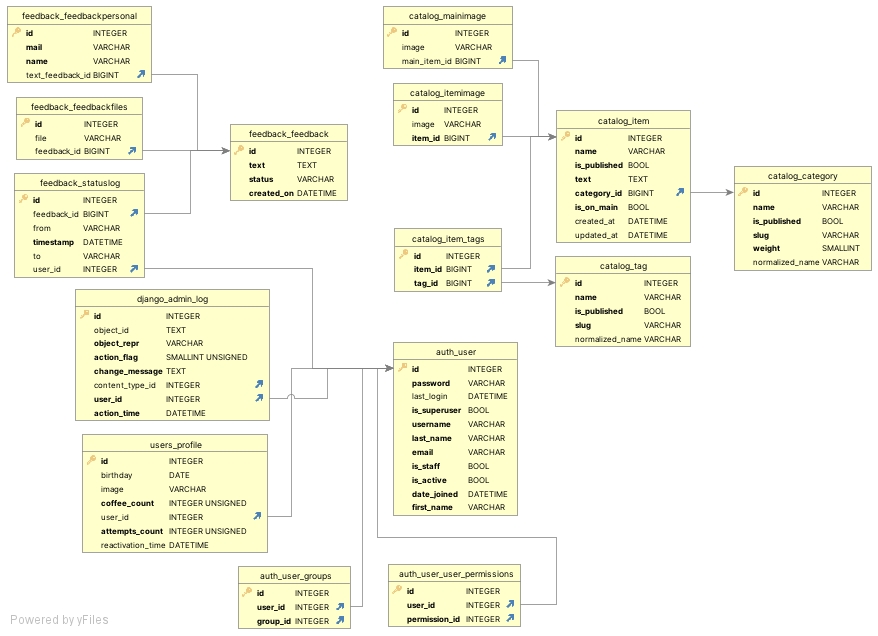 feedback_feedbackpersonal
id INTEGER
mail VARCHAR
name VARCHAR
text_feedback_id BIGINT
feedback_feedbackfiles
id INTEGER
file VARCHAR
feedback_id BIGINT
feedback_statuslog
id INTEGER
feedback_id BIGINT
from VARCHAR
timestamp DATETIME
to VARCHAR
user_id INTEGER
feedback_feedback
id INTEGER
text TEXT
status VARCHAR
created_on DATETIME
catalog_mainimage
id INTEGER
image VARCHAR
main_item_id BIGINT
catalog_itemimage
id INTEGER
image VARCHAR
item_id BIGINT
catalog_item
id INTEGER
name VARCHAR
is_published BOOL
text TEXT
category_id BIGINT
is_on_main BOOL
created_at DATETIME
updated_at DATETIME
catalog_category
id INTEGER
name VARCHAR
is_published BOOL
slug VARCHAR
weight SMALLINT
normalized_name VARCHAR
catalog_item_tags
id INTEGER
item_id BIGINT
tag_id BIGINT
catalog_tag
id INTEGER
name VARCHAR
is_published BOOL
slug VARCHAR
normalized_name VARCHAR
django_admin_log
id INTEGER
object_id TEXT
object_repr VARCHAR
action_flag SMALLINT UNSIGNED
change_message TEXT
content_type_id INTEGER
user_id INTEGER
action_time DATETIME
auth_user
id INTEGER
password VARCHAR
last_login DATETIME
is_superuser BOOL
username VARCHAR
last_name VARCHAR
email VARCHAR
is_staff BOOL
is_active BOOL
date_joined DATETIME
first_name VARCHAR
users_profile
id INTEGER
birthday DATE
image VARCHAR
coffee_count INTEGER UNSIGNED
user_id INTEGER
attempts_count INTEGER UNSIGNED
reactivation_time DATETIME
auth_user_groups
id INTEGER
user_id INTEGER
group_id INTEGER
auth_user_user_permissions
id INTEGER
user_id INTEGER
permission_id INTEGER
Powered by yFiles